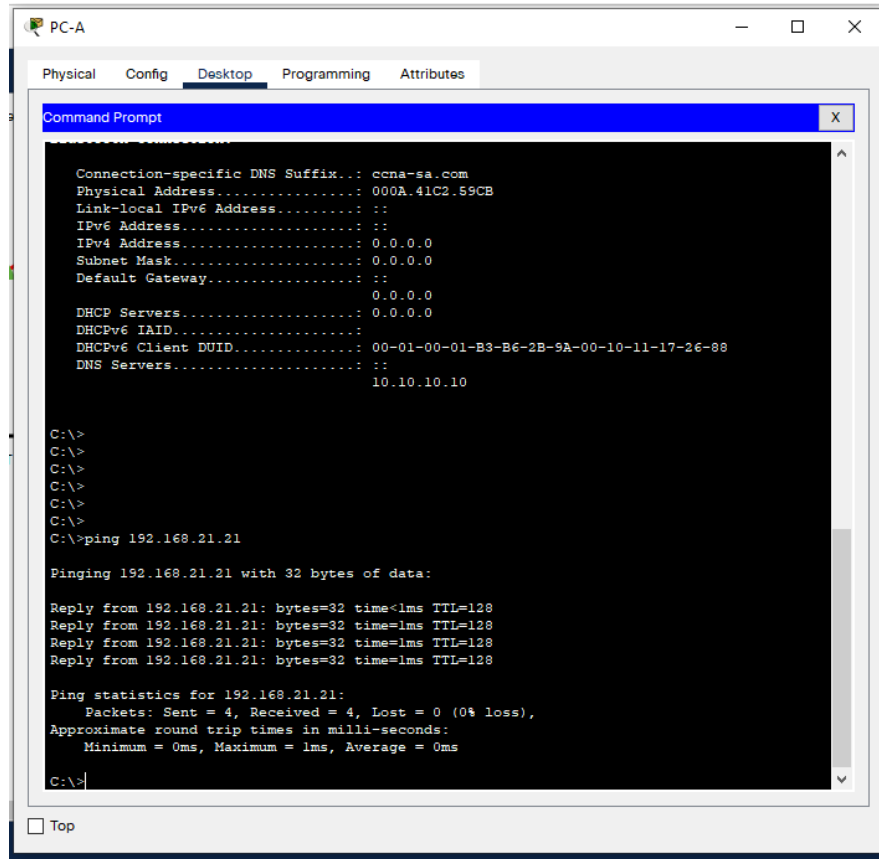 PC-A
Physical Config Desktop Programming Attributes
Command Prompt
X
Connection-specific DNS Suffix..: ccna-sa.com
Physical Address................: 000A.41C2.59CB
Link-local IPv6 Address.........: ::
IPv6 Address....................: ::
IPv4 Address....................: 0.0.0.0
Subnet Mask.....................: 0.0.0.0
Default Gateway.................: ::
0.0.0.0
DHCP Servers....................: 0.0.0.0
DHCPv6 IAID.....................:
DHCPv6 Client DUID..............: 00-01-00-01-B3-B6-2B-9A-00-10-11-17-26-88
DNS Servers.....................: ::
10.10.10.10
C:\>
C:\>
C:\>
C:\>
C:\>
C:\>
C:\>ping 192.168.21.21
Pinging 192.168.21.21 with 32 bytes of data:
Reply from 192.168.21.21: bytes=32 time<1ms TTL=128
Reply from 192.168.21.21: bytes=32 time=1ms TTL=128
Reply from 192.168.21.21: bytes=32 time=1ms TTL=128
Reply from 192.168.21.21: bytes=32 time=1ms TTL=128
Ping statistics for 192.168.21.21:
Packets: Sent = 4, Received = 4, Lost = 0 (0% loss),
Approximate round trip times in milli-seconds:
Minimum = 0ms, Maximum = 1ms, Average = 0ms
C:\>
Top